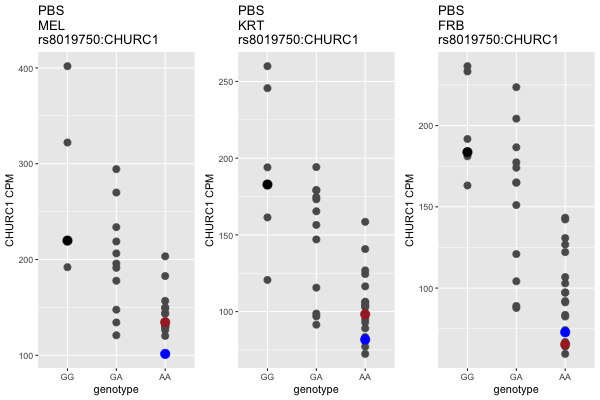 PBS
MEL
rs8019750:CHURC1
400
300
200
100
CHURC1 CPM
GG GA AA
genotype
PBS
KRT
rs8019750:CHURC1
250
200
150
100
CHURC1 CPM
GG GA AA
genotype
PBS
FRB
rs8019750:CHURC1
200
150
100
CHURC1 CPM
GG GA AA
genotype